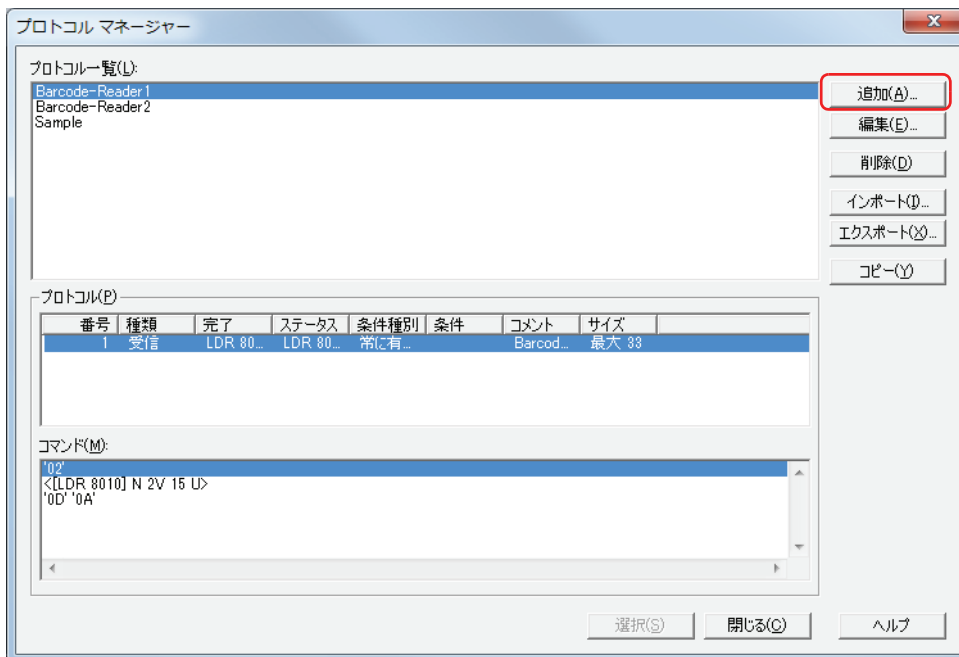 プロトコル マネージャー
プロトコル一覧(L):
Barcode-Reader1
Barcode-Reader2
Sample
追加(A)...
編集(E)...
削除(D)
インポート(I)...
エクスポート(X)...
コピー(Y)
プロトコル(P)
番号 種類 完了 ステータス 条件種別 条件 コメント サイズ
1 受信 LDR 80... LDR 80... 常に有... Barcod... 最大 33
コマンド(M):
'02'
<[LDR 8010] N 2V 15 U>
'0D' '0A'
選択(S) 閉じる(C) ヘルプ